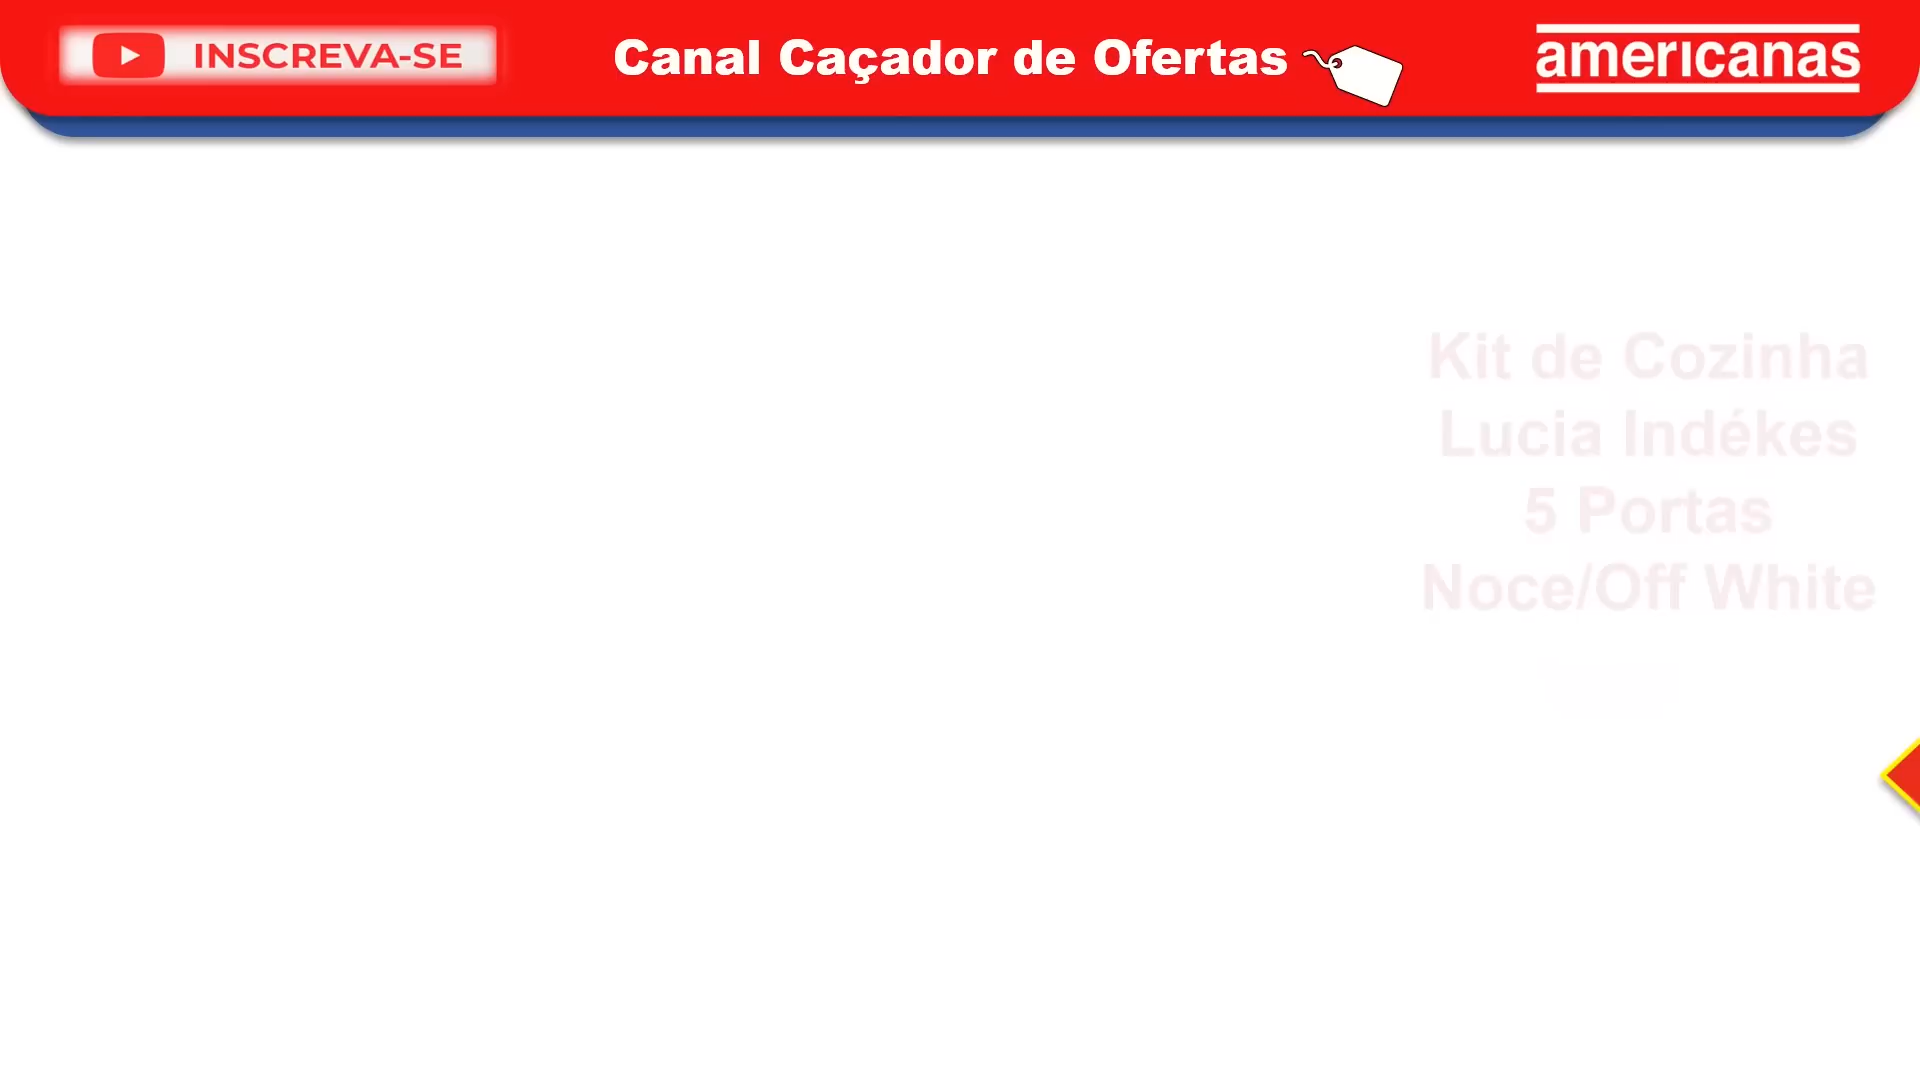 INSCREVA-SE
Canal Caçador de Ofertas
americanas
Kit de Cozinha
Lucia Indékes
5 Portas
Noce/Off White